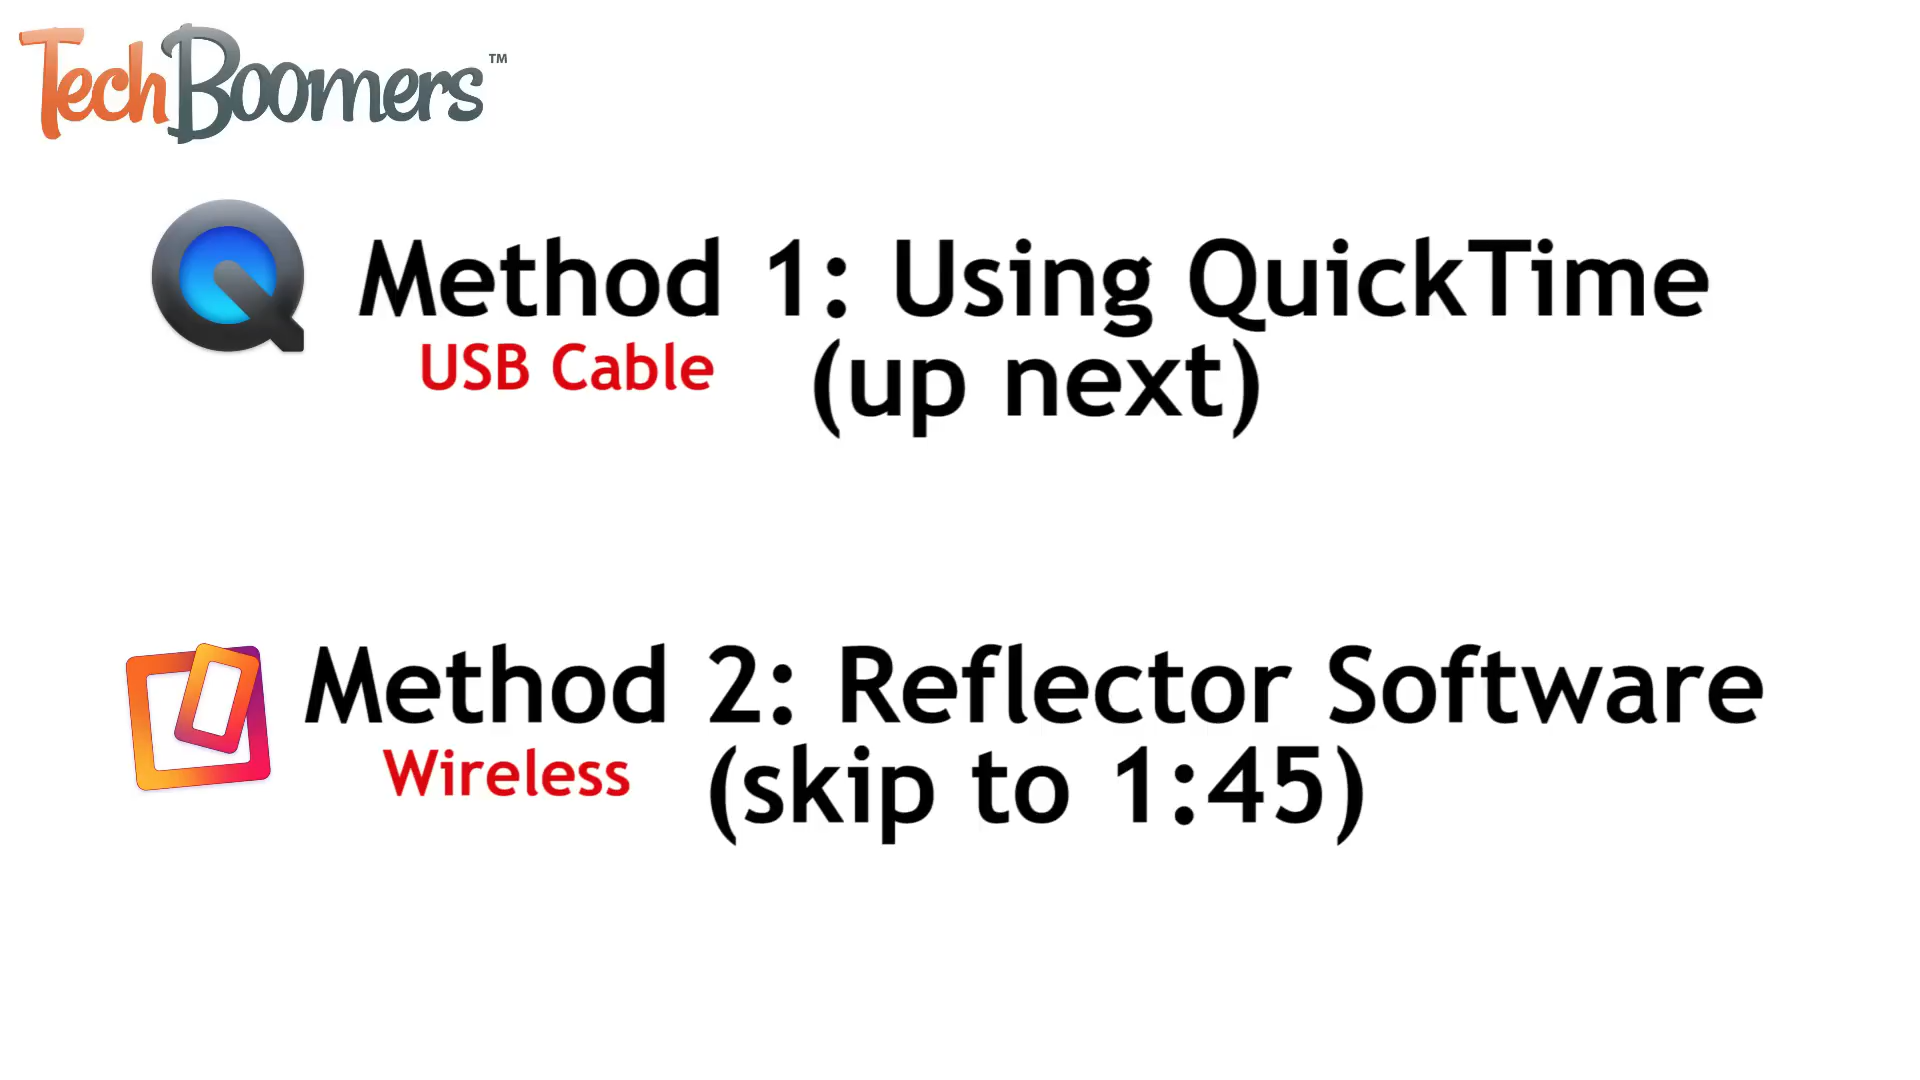 TechBoomers™
Method 1: Using QuickTime
USB Cable (up next)
Method 2: Reflector Software
Wireless (skip to 1:45)